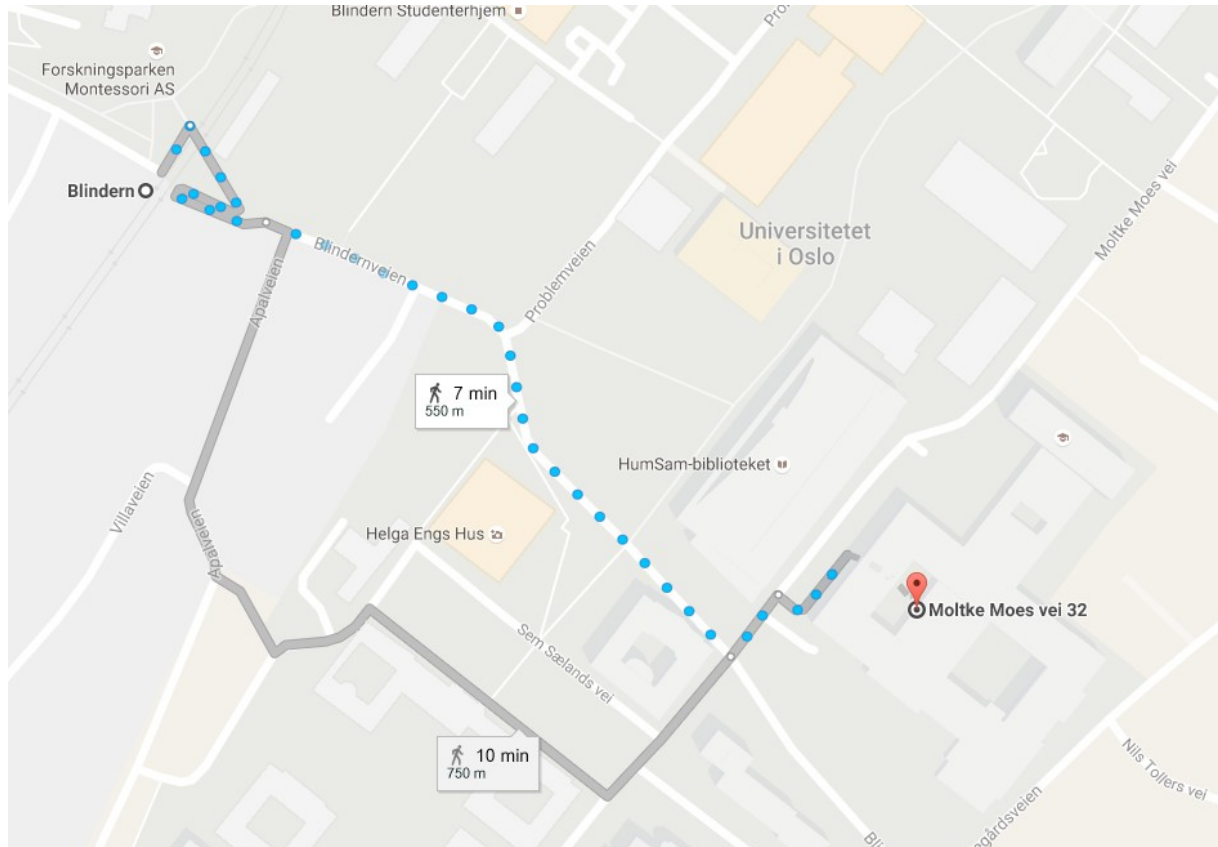 Blindern Studenterhjem
Forskningsparken
Montessori AS
Blindern
Universitetet
i Oslo
Moltke Moes vei
Blindernveien
Problemveien
Apalveien
7 min
550 m
HumSam-biblioteket
Villaveien
Helga Engs Hus
Apalveien
Moltke Moes vei 32
Sem Sælands vei
10 min
750 m
Nils Tollers vei